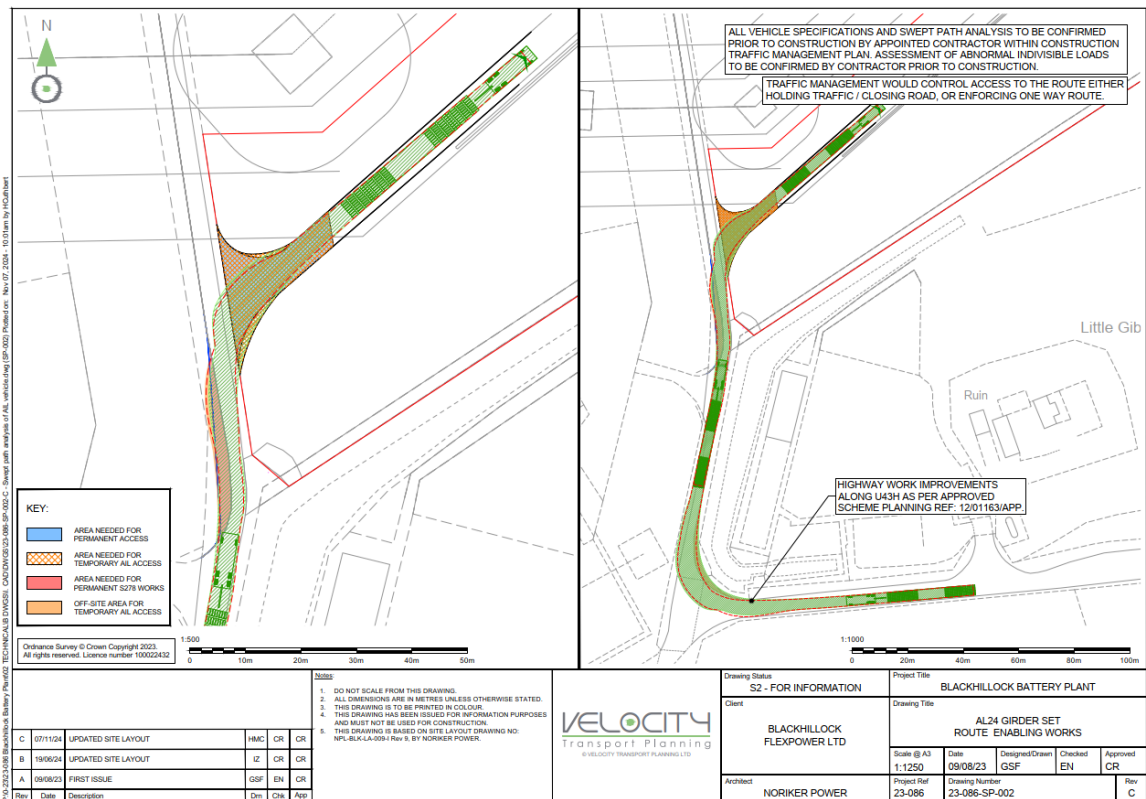 N
ALL VEHICLE SPECIFICATIONS AND SWEPT PATH ANALYSIS TO BE CONFIRMED
PRIOR TO CONSTRUCTION BY APPOINTED CONTRACTOR WITHIN CONSTRUCTION
TRAFFIC MANAGEMENT PLAN. ASSESSMENT OF ABNORMAL INDIVISIBLE LOADS
TO BE CONFIRMED BY CONTRACTOR PRIOR TO CONSTRUCTION.
TRAFFIC MANAGEMENT WOULD CONTROL ACCESS TO THE ROUTE EITHER
HOLDING TRAFFIC / CLOSING ROAD, OR ENFORCING ONE WAY ROUTE.
Little Gib
Ruin
HIGHWAY WORK IMPROVEMENTS
ALONG U43H AS PER APPROVED
SCHEME PLANNING REF: 12/01163/APP.
KEY:
AREA NEEDED FOR
PERMANENT ACCESS
AREA NEEDED FOR
TEMPORARY AIL ACCESS
AREA NEEDED FOR
PERMANENT S278 WORKS
OFF-SITE AREA FOR
TEMPORARY AIL ACCESS
Ordnance Survey © Crown Copyright 2023.
All rights reserved. Licence number 100022432
1:500
0 10m 20m 30m 40m 50m
1:1000
0 20m 40m 60m 80m 100m
Notes:
1. DO NOT SCALE FROM THIS DRAWING.
2. ALL DIMENSIONS ARE IN METRES UNLESS OTHERWISE STATED.
3. THIS DRAWING IS TO BE PRINTED IN COLOUR.
4. THIS DRAWING HAS BEEN ISSUED FOR INFORMATION PURPOSES
AND MUST NOT BE USED FOR CONSTRUCTION.
5. THIS DRAWING IS BASED ON SITE LAYOUT DRAWING NO:
NPL-BLK-LA-009-I Rev 9, BY NORIKER POWER.
C 07/11/24 UPDATED SITE LAYOUT HMC CR CR
B 19/06/24 UPDATED SITE LAYOUT IZ CR CR
A 09/08/23 FIRST ISSUE GSF EN CR
Rev Date Description Drn Chk App
VELOCITY
Transport Planning
© VELOCITY TRANSPORT PLANNING LTD
Drawing Status
S2 - FOR INFORMATION
Project Title
BLACKHILLOCK BATTERY PLANT
Client
BLACKHILLOCK
FLEXPOWER LTD
Drawing Title
AL24 GIRDER SET
ROUTE ENABLING WORKS
Scale @ A3 Date Designed/Drawn Checked Approved
1:1250 09/08/23 GSF EN CR
Architect
NORIKER POWER
Project Ref Drawing Number Rev
23-086 23-086-SP-002 C